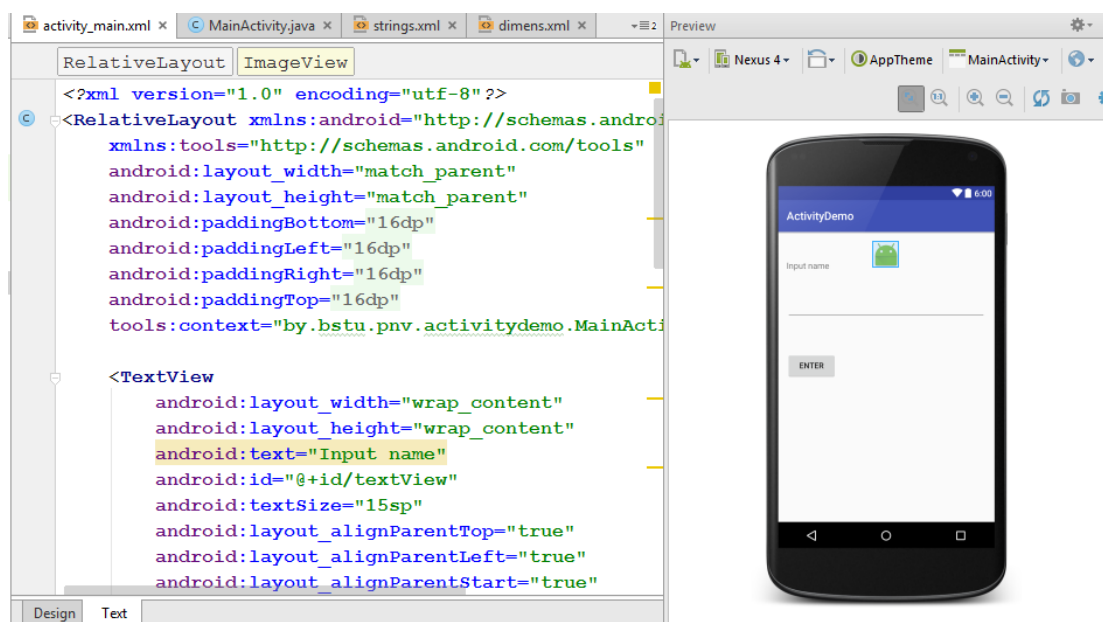 activity_main.xml MainActivity.java strings.xml dimens.xml 2
RelativeLayout ImageView
<?xml version="1.0" encoding="utf-8"?>
<RelativeLayout xmlns:android="http://schemas.androi
xmlns:tools="http://schemas.android.com/tools"
android:layout_width="match_parent"
android:layout_height="match_parent"
android:paddingBottom="16dp"
android:paddingLeft="16dp"
android:paddingRight="16dp"
android:paddingTop="16dp"
tools:context="by.bstu.pnv.activitydemo.MainActi
<TextView
android:layout_width="wrap_content"
android:layout_height="wrap_content"
android:text="Input name"
android:id="@+id/textView"
android:textSize="15sp"
android:layout_alignParentTop="true"
android:layout_alignParentLeft="true"
android:layout_alignParentStart="true"
Design Text
Preview
Nexus 4 AppTheme MainActivity
1:1
6:00
ActivityDemo
Input name
ENTER